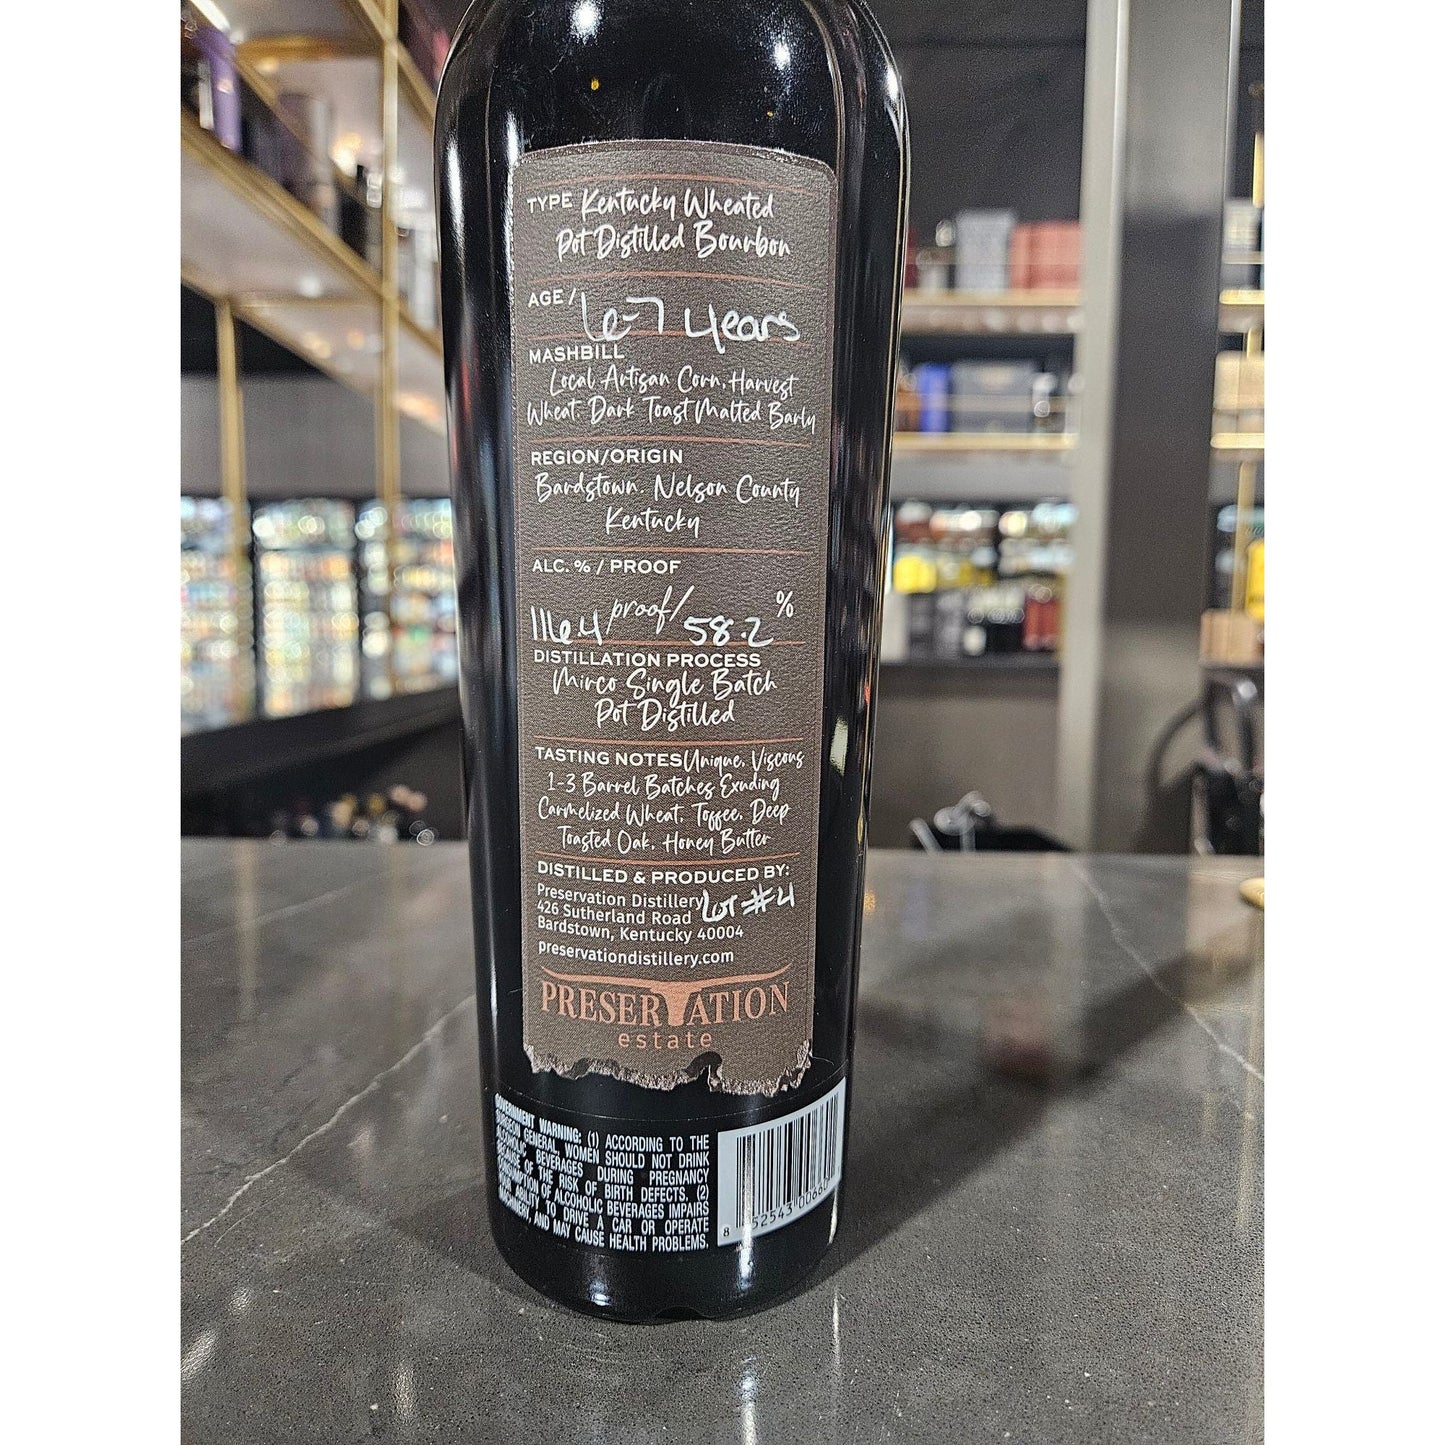 TYPE Kentucky Wheated
Pot Distilled Bourbon
AGE / 6-7 years
MASHBILL
Local Artisan Corn, Harvest
Wheat, Dark Toast Malted Barly
REGION/ORIGIN
Bardstown, Nelson County
Kentucky
ALC. % / PROOF
116.4 proof/ 58.2 %
DISTILLATION PROCESS
Mirco Single Batch
Pot Distilled
TASTING NOTES Unique, Viscous
1-3 Barrel Batches Exuding
Carmelized Wheat, Toffee, Deep
Toasted Oak, Honey Butter
DISTILLED & PRODUCED BY:
Preservation Distillery
426 Sutherland Road LOT #4
Bardstown, Kentucky 40004
preservationdistillery.com
PRESERVATION
estate
GOVERNMENT WARNING: (1) ACCORDING TO THE
SURGEON GENERAL, WOMEN SHOULD NOT DRINK
ALCOHOLIC BEVERAGES DURING PREGNANCY
BECAUSE OF THE RISK OF BIRTH DEFECTS. (2)
CONSUMPTION OF ALCOHOLIC BEVERAGES IMPAIRS
YOUR ABILITY TO DRIVE A CAR OR OPERATE
MACHINERY, AND MAY CAUSE HEALTH PROBLEMS.
8 52543 0066